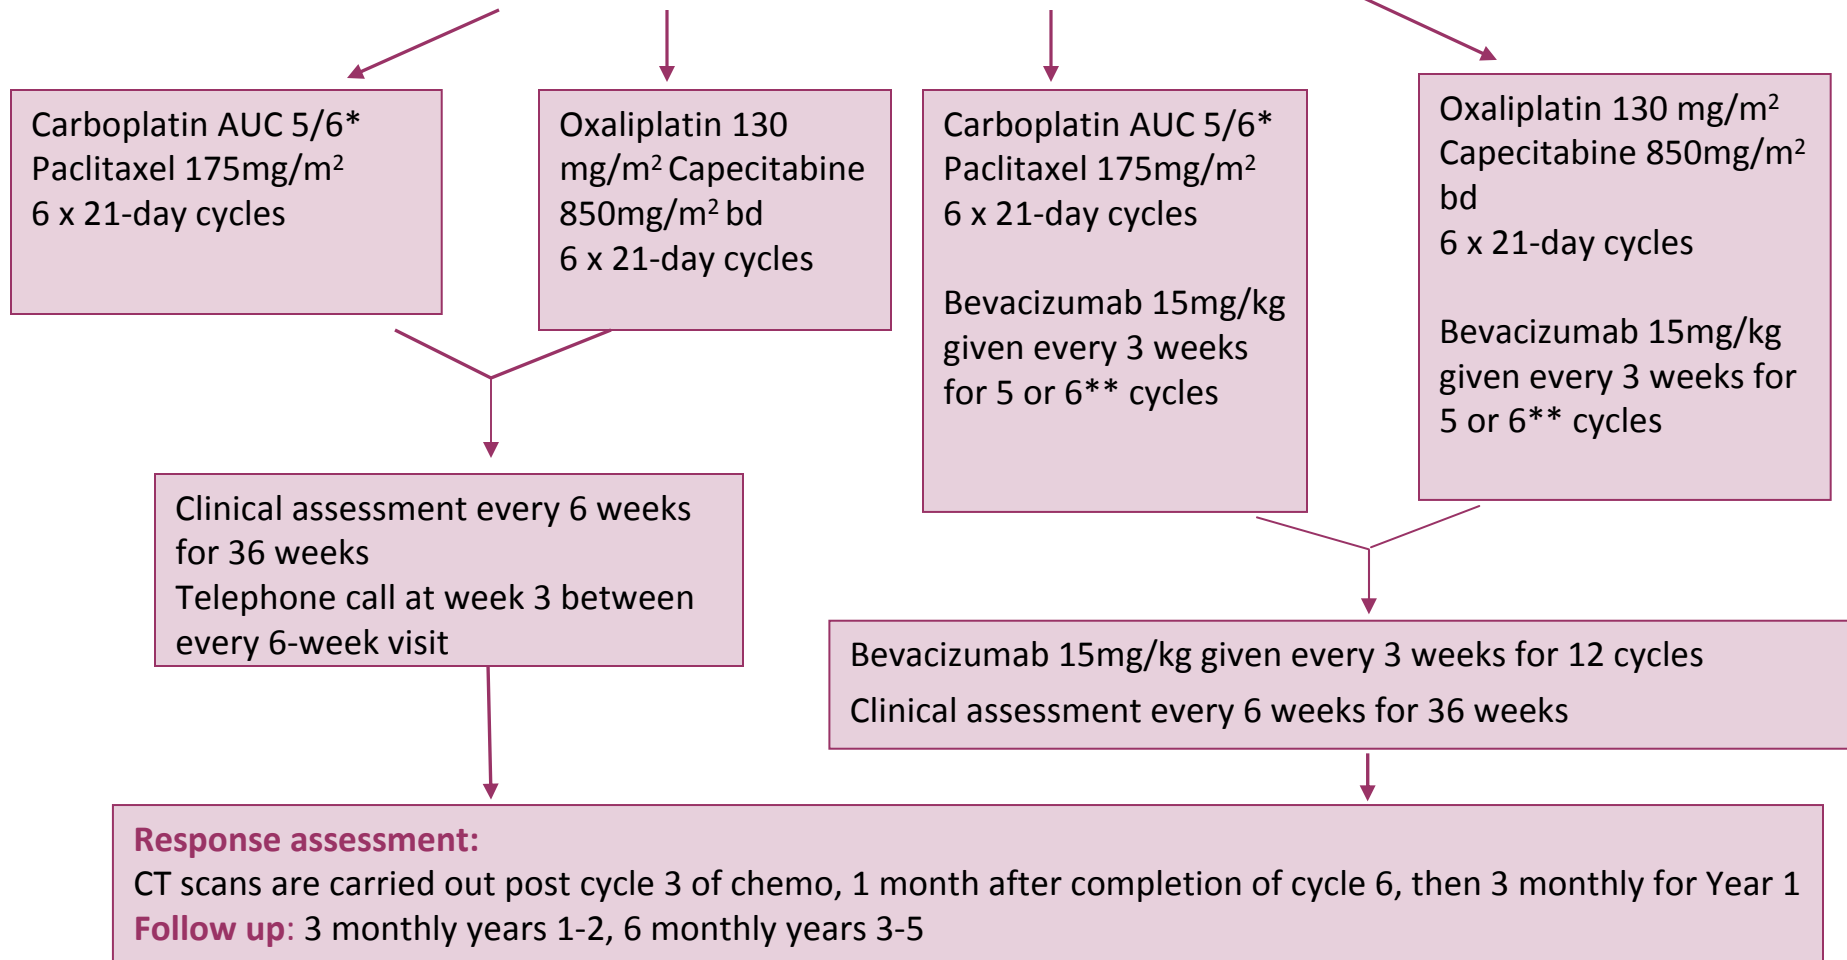 Carboplatin AUC 5/6*
Paclitaxel 175mg/m²
6 x 21-day cycles
Oxaliplatin 130
mg/m² Capecitabine
850mg/m² bd
6 x 21-day cycles
Carboplatin AUC 5/6*
Paclitaxel 175mg/m²
6 x 21-day cycles
Bevacizumab 15mg/kg
given every 3 weeks
for 5 or 6** cycles
Oxaliplatin 130 mg/m²
Capecitabine 850mg/m²
bd
6 x 21-day cycles
Bevacizumab 15mg/kg
given every 3 weeks for
5 or 6** cycles
Clinical assessment every 6 weeks
for 36 weeks
Telephone call at week 3 between
every 6-week visit
Bevacizumab 15mg/kg given every 3 weeks for 12 cycles
Clinical assessment every 6 weeks for 36 weeks
Response assessment:
CT scans are carried out post cycle 3 of chemo, 1 month after completion of cycle 6, then 3 monthly for Year 1
Follow up: 3 monthly years 1-2, 6 monthly years 3-5